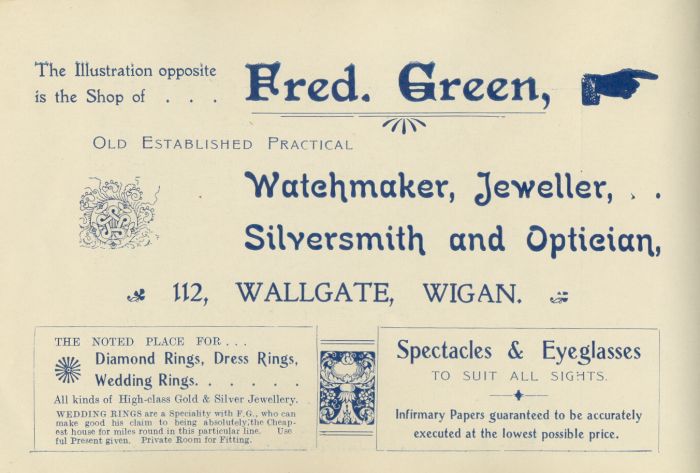 The Illustration opposite
is the Shop of . . .
Fred. Green,
OLD ESTABLISHED PRACTICAL
Watchmaker, Jeweller, . .
Silversmith and Optician,
112, WALLGATE, WIGAN.
THE NOTED PLACE FOR . . .
Diamond Rings, Dress Rings,
Wedding Rings. . . . . .
All kinds of High-class Gold & Silver Jewellery.
WEDDING RINGS are a Speciality with F.G., who can
make good his claim to being absolutely, the Cheap-
est house for miles round in this particular line. Use
ful Present given. Private Room for Fitting.
Spectacles & Eyeglasses
TO SUIT ALL SIGHTS.
Infirmary Papers guaranteed to be accurately
executed at the lowest possible price.